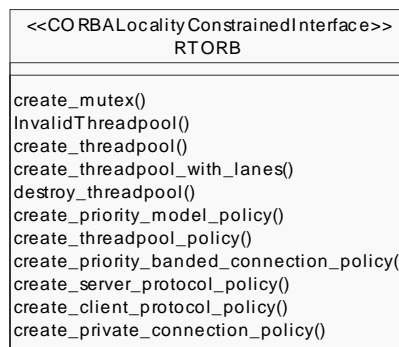 <<CORBALocalityConstrainedInterface>>
RTORB
create_mutex()
InvalidThreadpool()
create_threadpool()
create_threadpool_with_lanes()
destroy_threadpool()
create_priority_model_policy()
create_threadpool_policy()
create_priority_banded_connection_policy(
create_server_protocol_policy()
create_client_protocol_policy()
create_private_connection_policy()